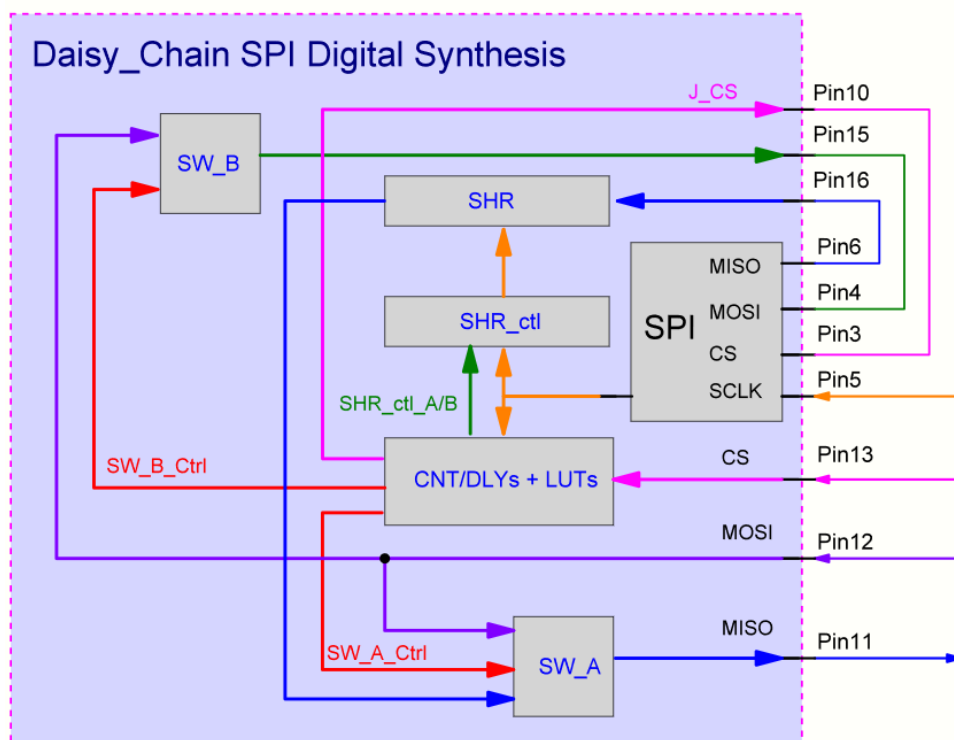 Daisy_Chain SPI Digital Synthesis
J_CS
Pin10
Pin15
SW_B
Pin16
SHR
Pin6
MISO
Pin4
MOSI
SHR_ctl
SPI
Pin3
CS
Pin5
SCLK
SHR_ctl_A/B
SW_B_Ctrl
CNT/DLYs + LUTs
CS
Pin13
MOSI
Pin12
MISO
Pin11
SW_A_Ctrl
SW_A